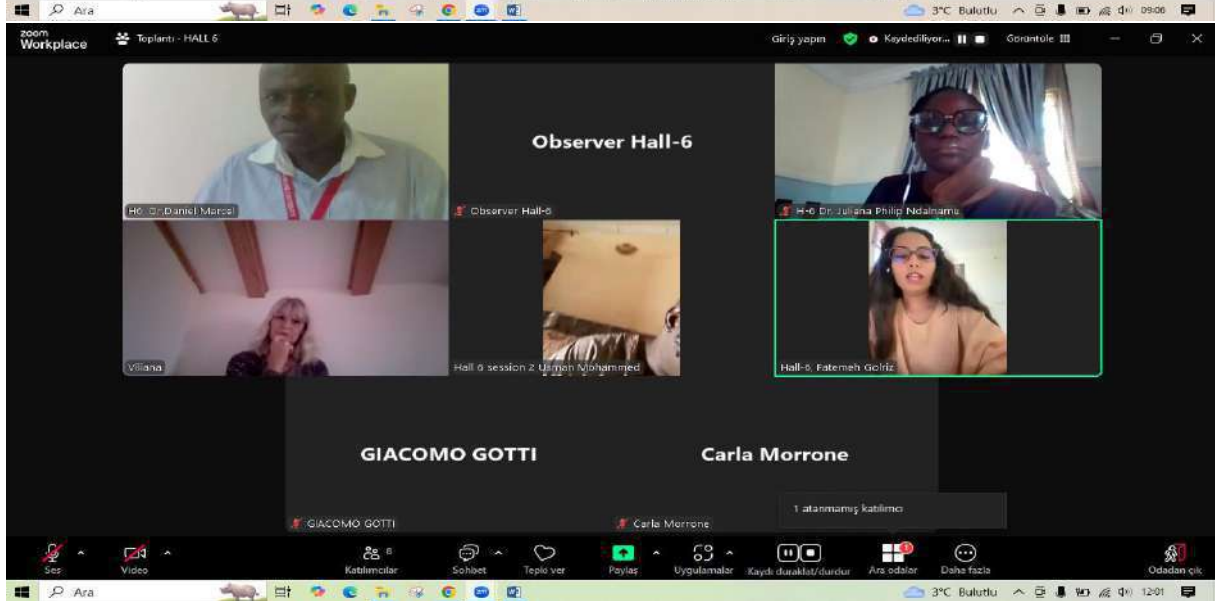 Ara
3°C Bulutlu
09:06
zoom
Workplace
Toplantı - HALL 6
Giriş yapın
Kaydediliyor...
Görüntüle
Observer Hall-6
H6, Dr.Daniel Marcel
Observer Hall-6
H-6 Dr. Juliana Philip Ndalnama
Viliana
Hall 6 session 2 Usman Mohammed
Hall-6, Fatemeh Golriz
GIACOMO GOTTI
Carla Morrone
GIACOMO GOTTI
Carla Morrone
1 atanmamış katılımcı
Ses
Video
6
Katılımcılar
Sohbet
Tepki ver
Paylaş
Uygulamalar
Kaydı duraklat/durdur
1
Ara odalar
Daha fazla
Odadan çık
Ara
3°C Bulutlu
12:01